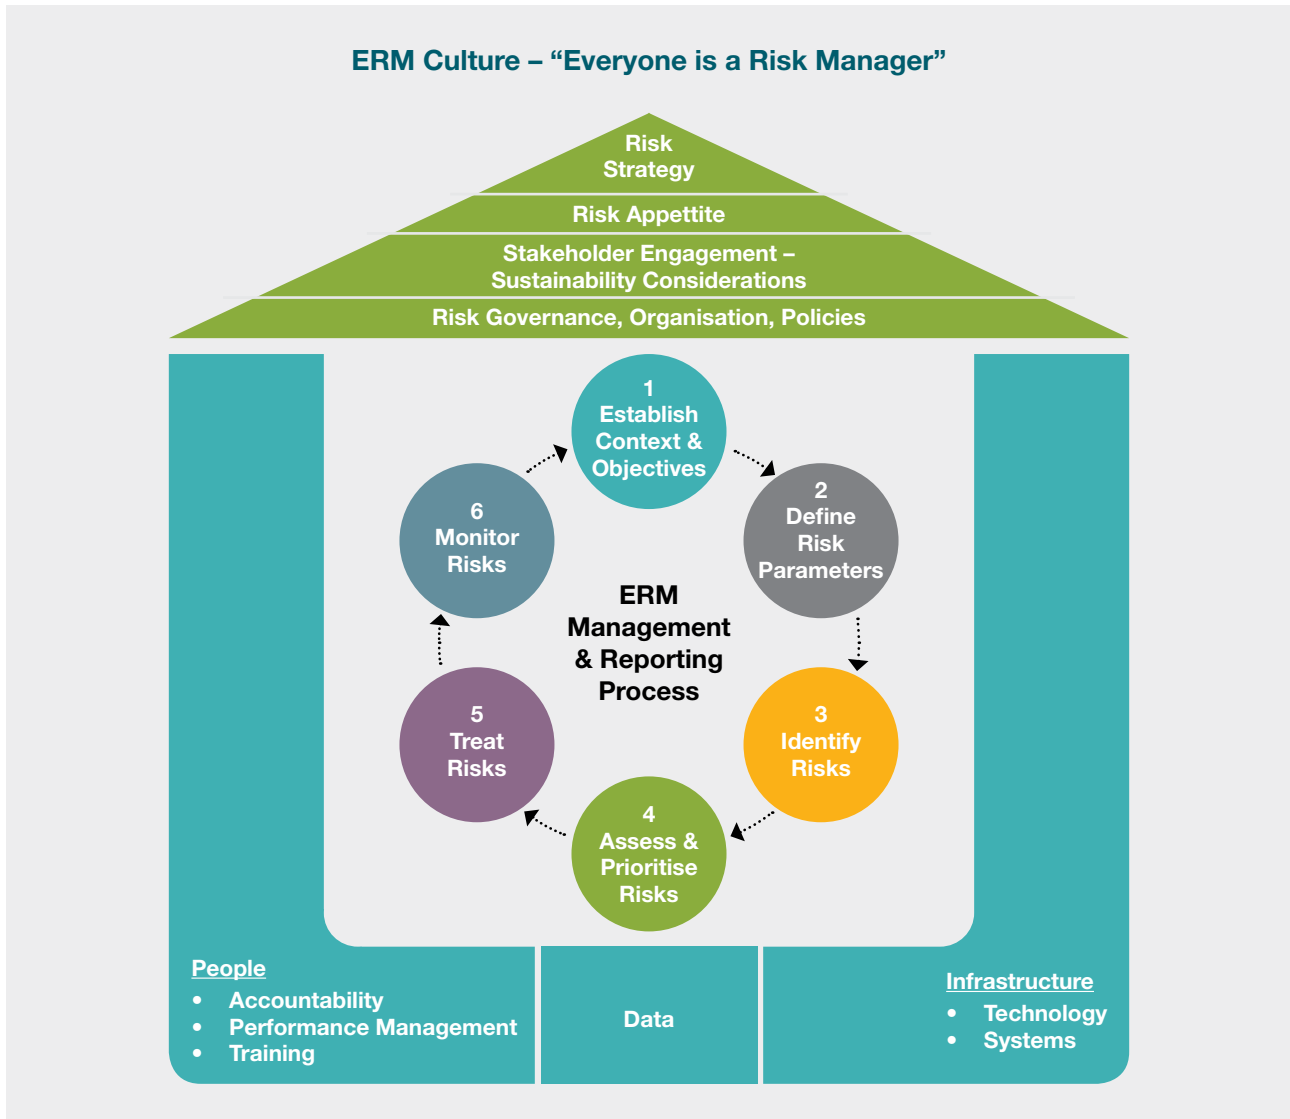 ERM Culture – “Everyone is a Risk Manager”
Risk
Strategy
Risk Appettite
Stakeholder Engagement –
Sustainability Considerations
Risk Governance, Organisation, Policies
1
Establish
Context &
Objectives
2
Define
Risk
Parameters
3
Identify
Risks
4
Assess &
Prioritise
Risks
5
Treat
Risks
6
Monitor
Risks
ERM
Management
& Reporting
Process
People
• Accountability
• Performance Management
• Training
Data
Infrastructure
• Technology
• Systems